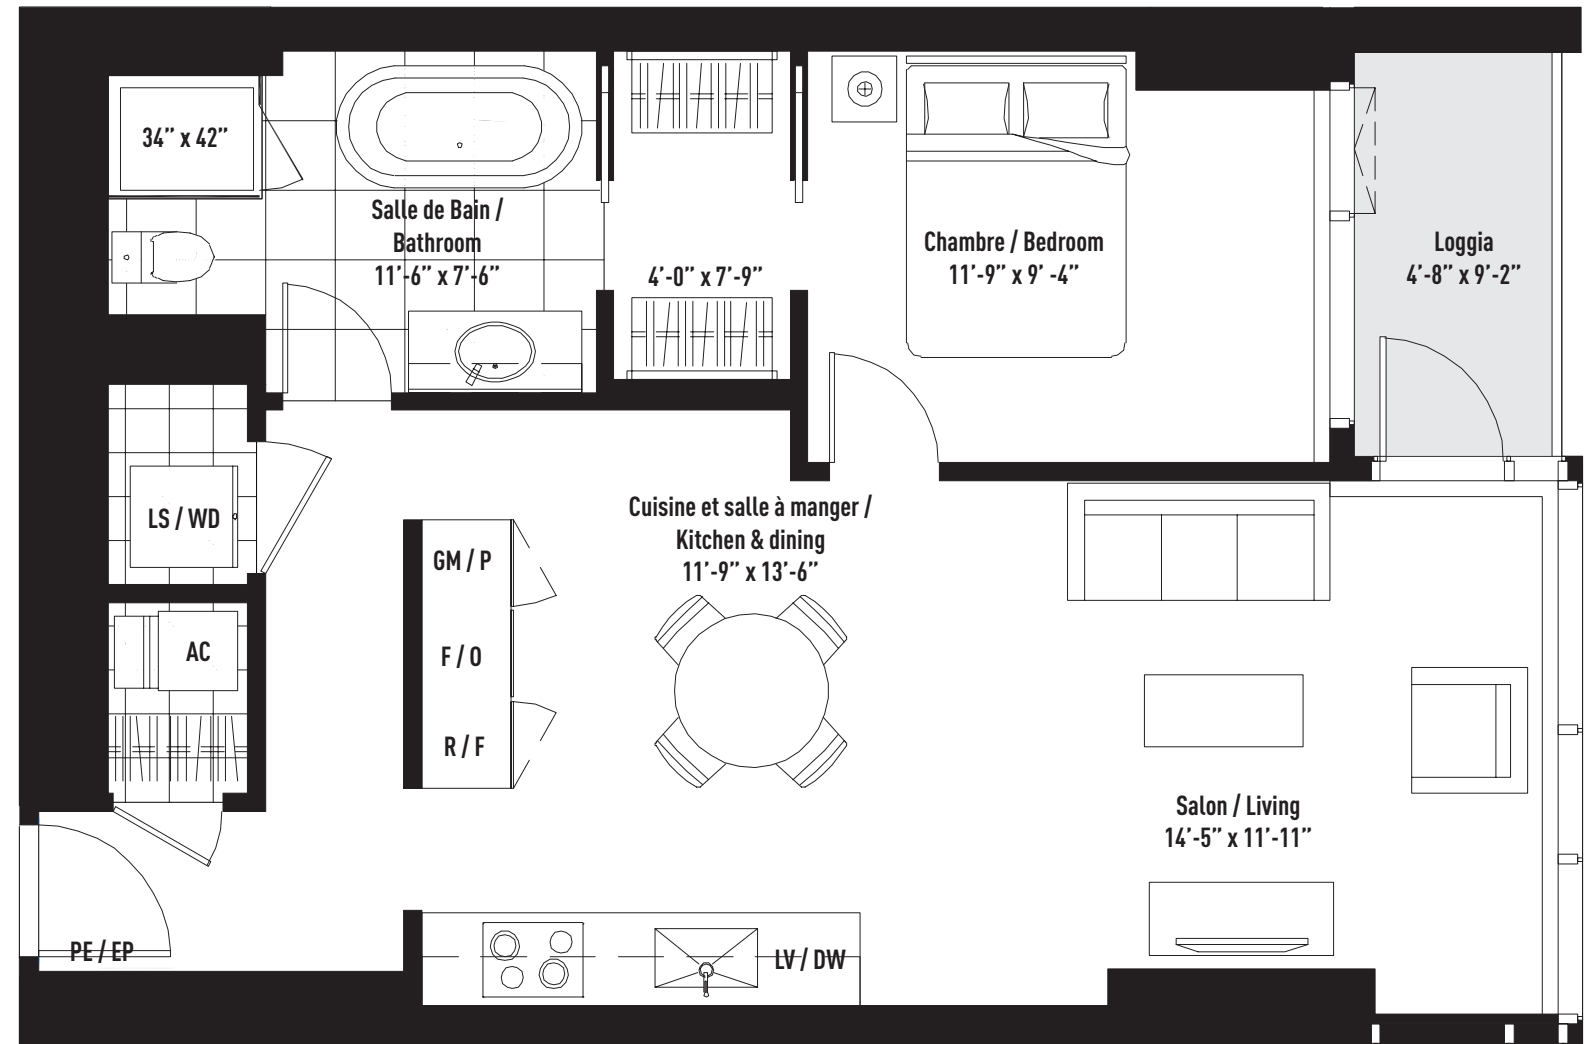 34” x 42”
Salle de Bain /
Bathroom
11’-6” x 7’-6”
4’-0” x 7’-9”
Chambre / Bedroom
11’-9” x 9’ -4”
Loggia
4’-8” x 9’-2”
LS / WD
GM / P
Cuisine et salle à manger /
Kitchen & dining
11’-9” x 13’-6”
F / O
AC
R / F
Salon / Living
14’-5” x 11’-11”
PE / EP
LV / DW